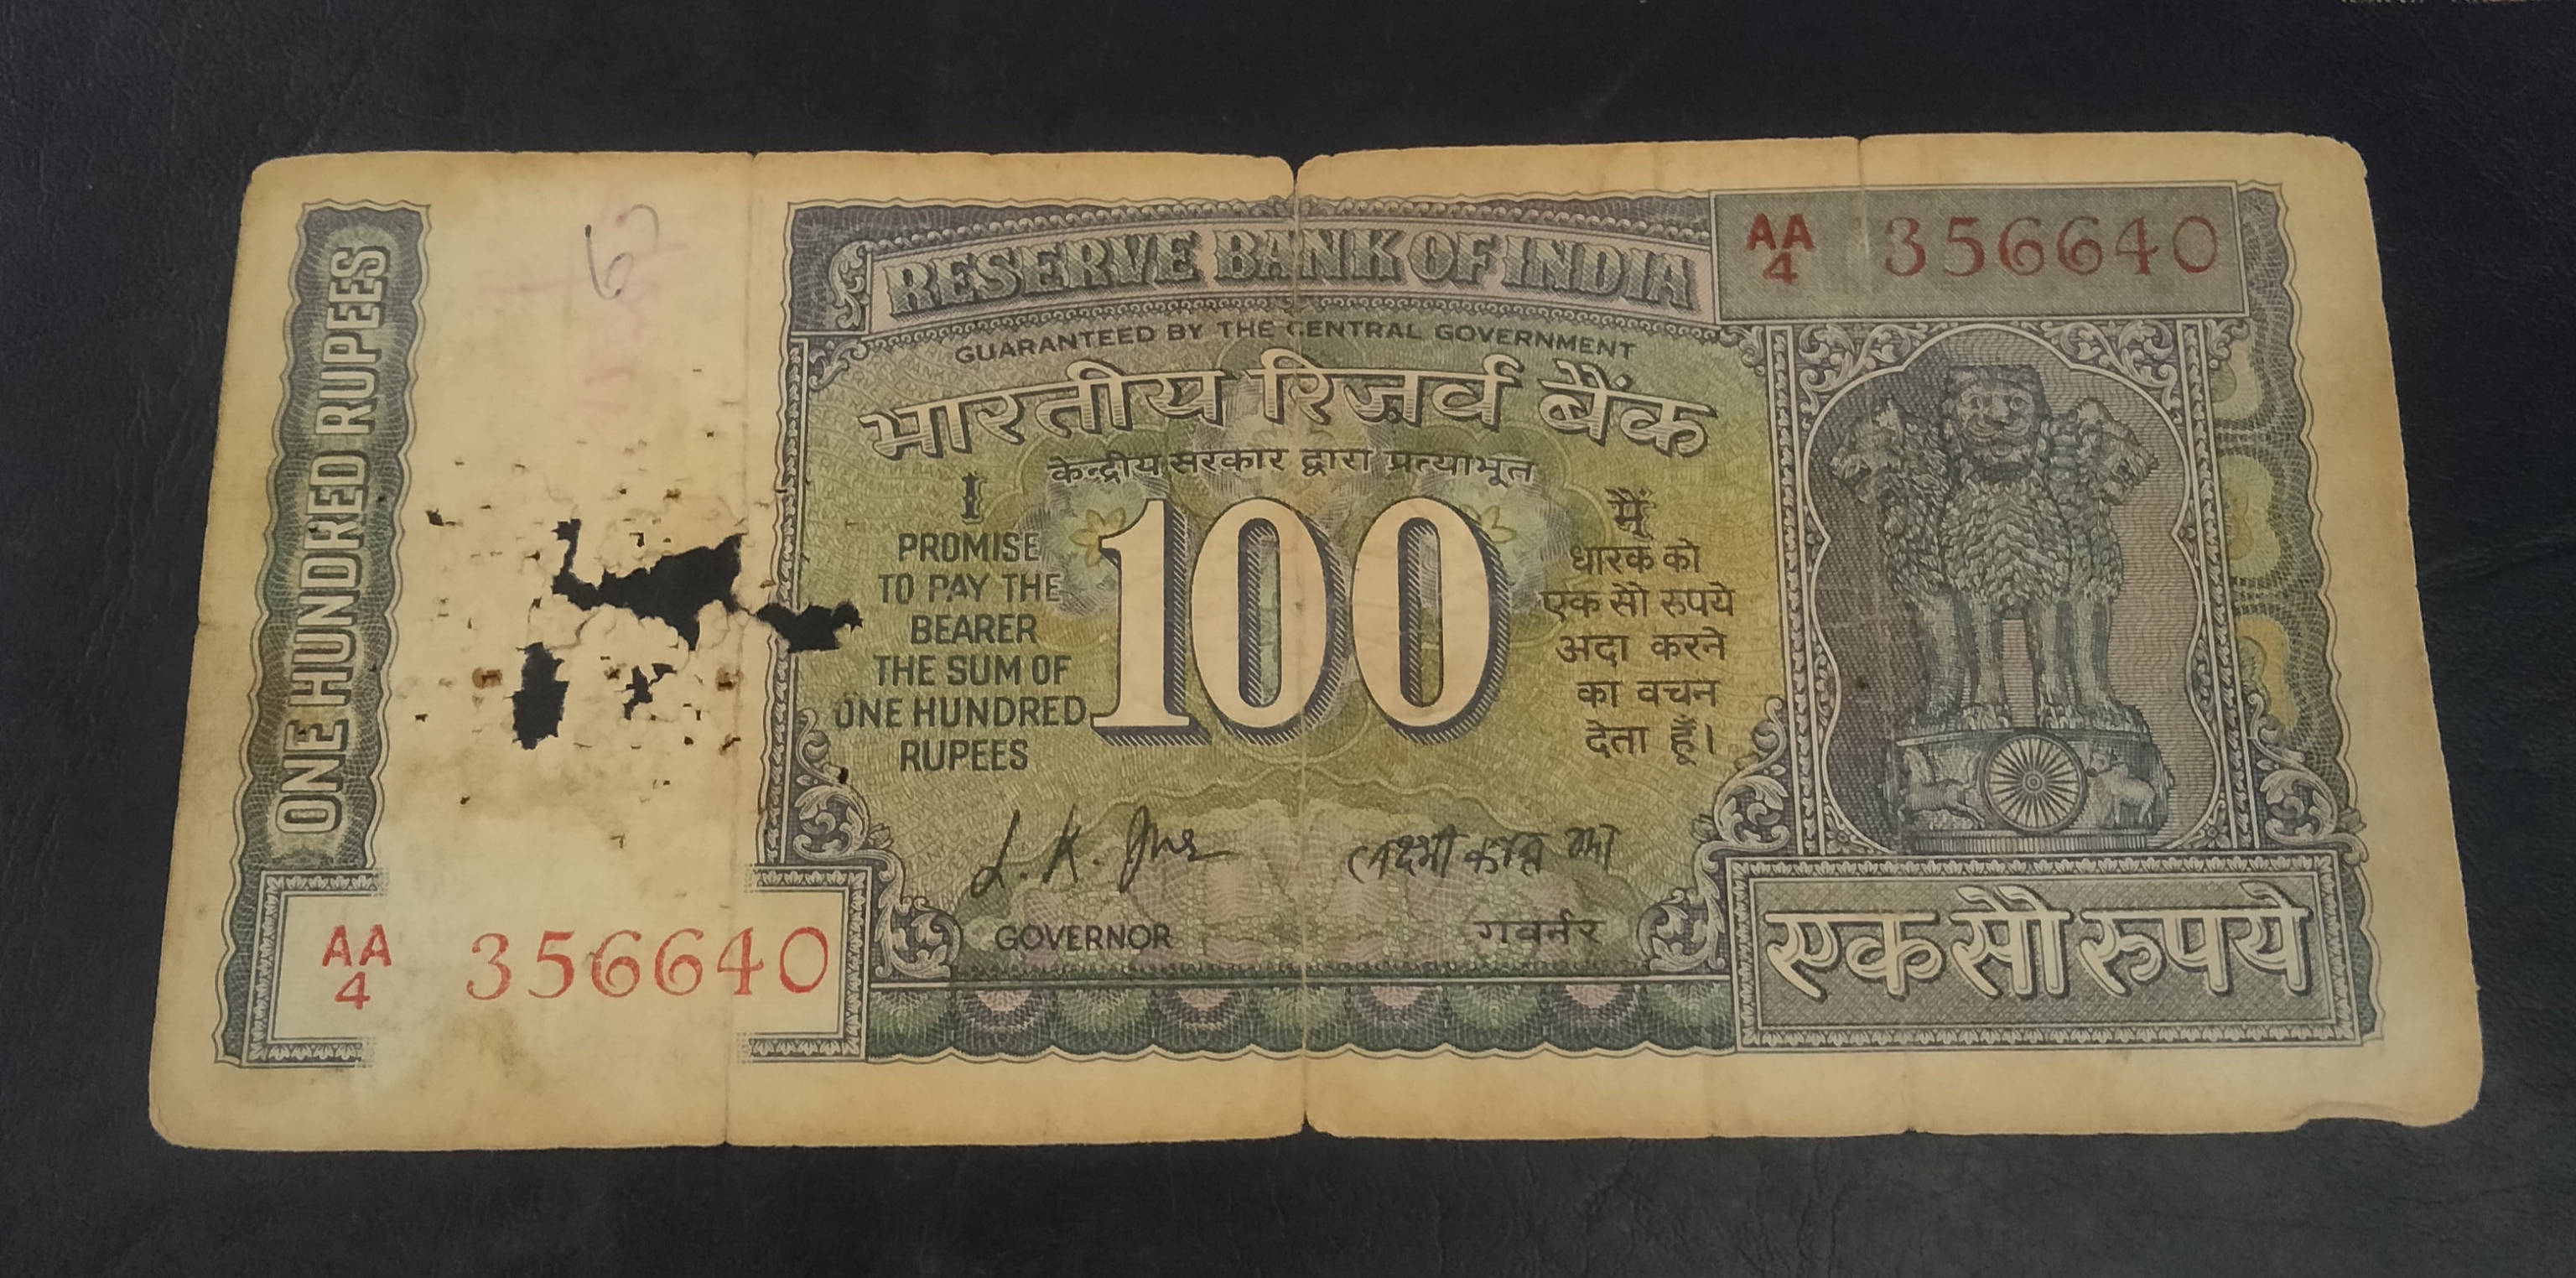 ONE HUNDRED RUPEES
6
RESERVE BANK OF INDIA
AA
4
356640
GUARANTEED BY THE CENTRAL GOVERNMENT
भारतीय रिज़र्व बैंक
केन्द्रीय सरकार द्वारा प्रत्याभूत
I
PROMISE
TO PAY THE
BEARER
THE SUM OF
ONE HUNDRED
RUPEES
100
मैं
धारक को
एक सौ रुपये
अदा करने
का वचन
देता हूँ।
L. K. Jha
लक्ष्मी कान्त झा
GOVERNOR
गवर्नर
AA
4
356640
एक सौ रुपये